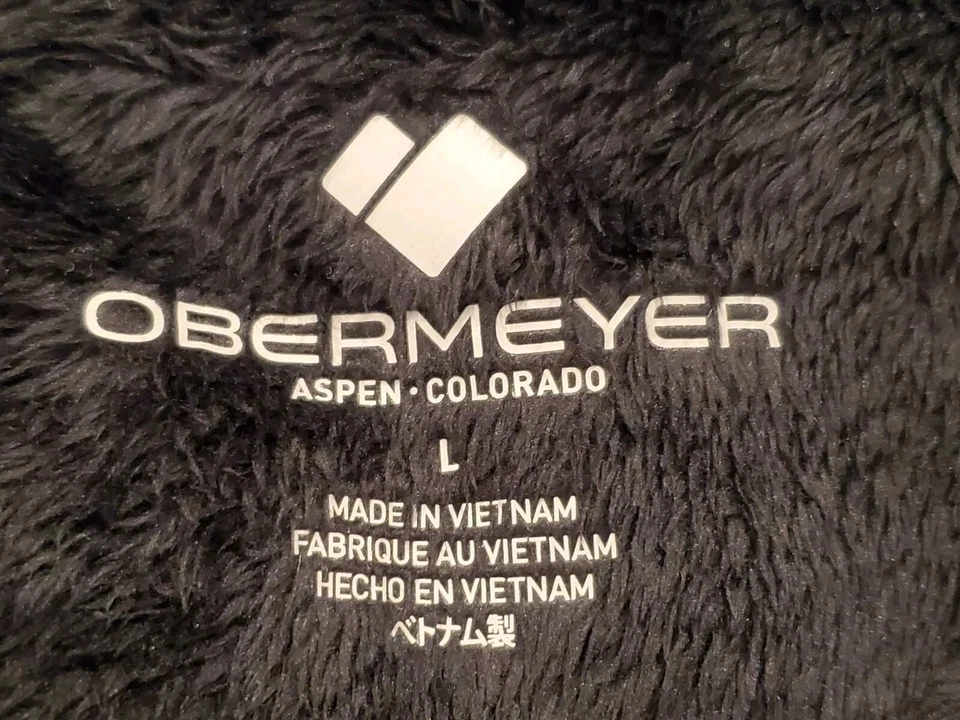 OBERMEYER
ASPEN · COLORADO
L
MADE IN VIETNAM
FABRIQUE AU VIETNAM
HECHO EN VIETNAM
ベトナム製